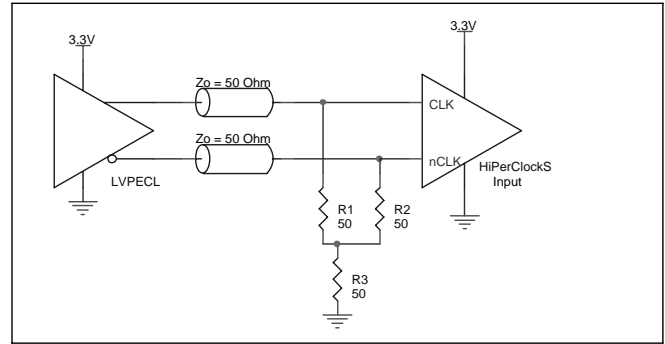 3.3V
3.3V
Zo = 50 Ohm
CLK
Zo = 50 Ohm
nCLK
HiPerClockS
Input
LVPECL
R1
50
R2
50
R3
50